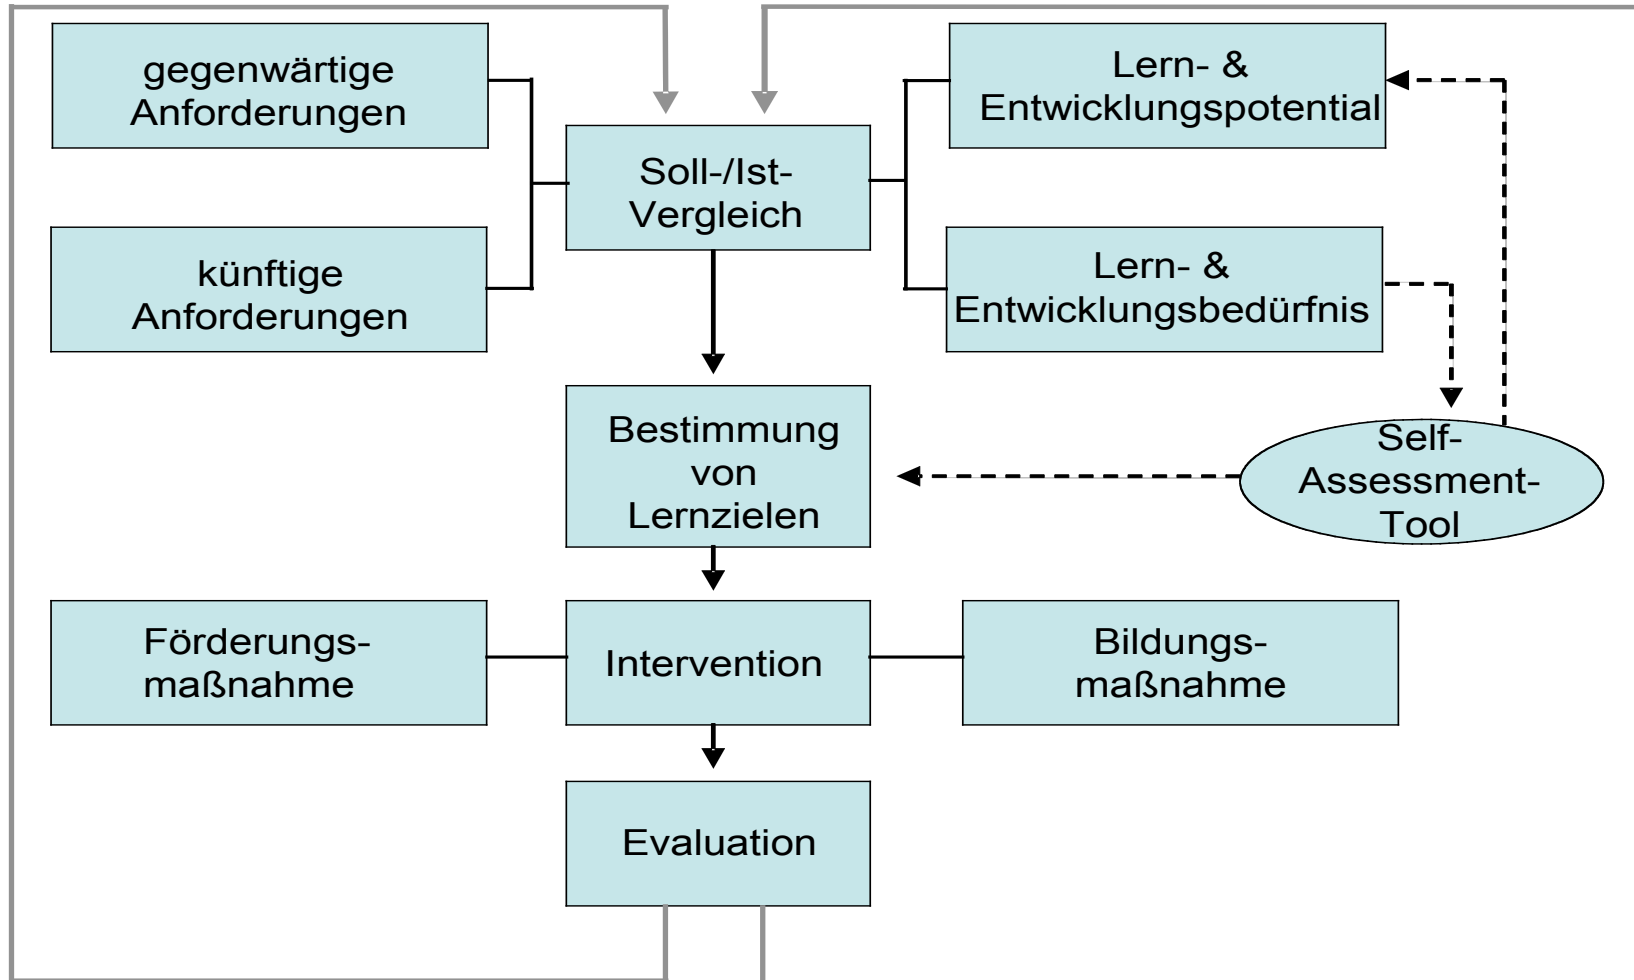 gegenwärtige
Anforderungen
Lern- &
Entwicklungspotential
Soll-/Ist-
Vergleich
künftige
Anforderungen
Lern- &
Entwicklungsbedürfnis
Bestimmung
von
Lernzielen
Self-
Assessment-
Tool
Förderungs-
maßnahme
Intervention
Bildungs-
maßnahme
Evaluation